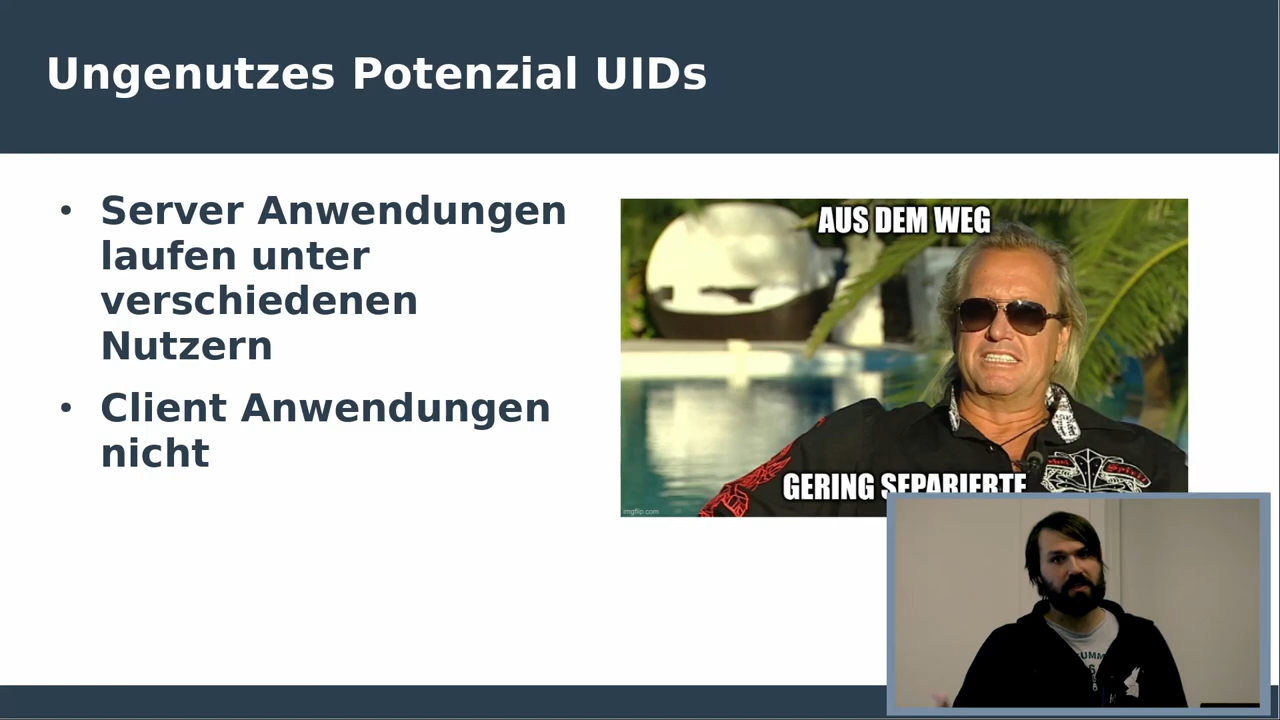 Ungenutzes Potenzial UIDs
• Server Anwendungen
laufen unter
verschiedenen
Nutzern
• Client Anwendungen
nicht
AUS DEM WEG
GERING SEPARIERTE
imgflip.com